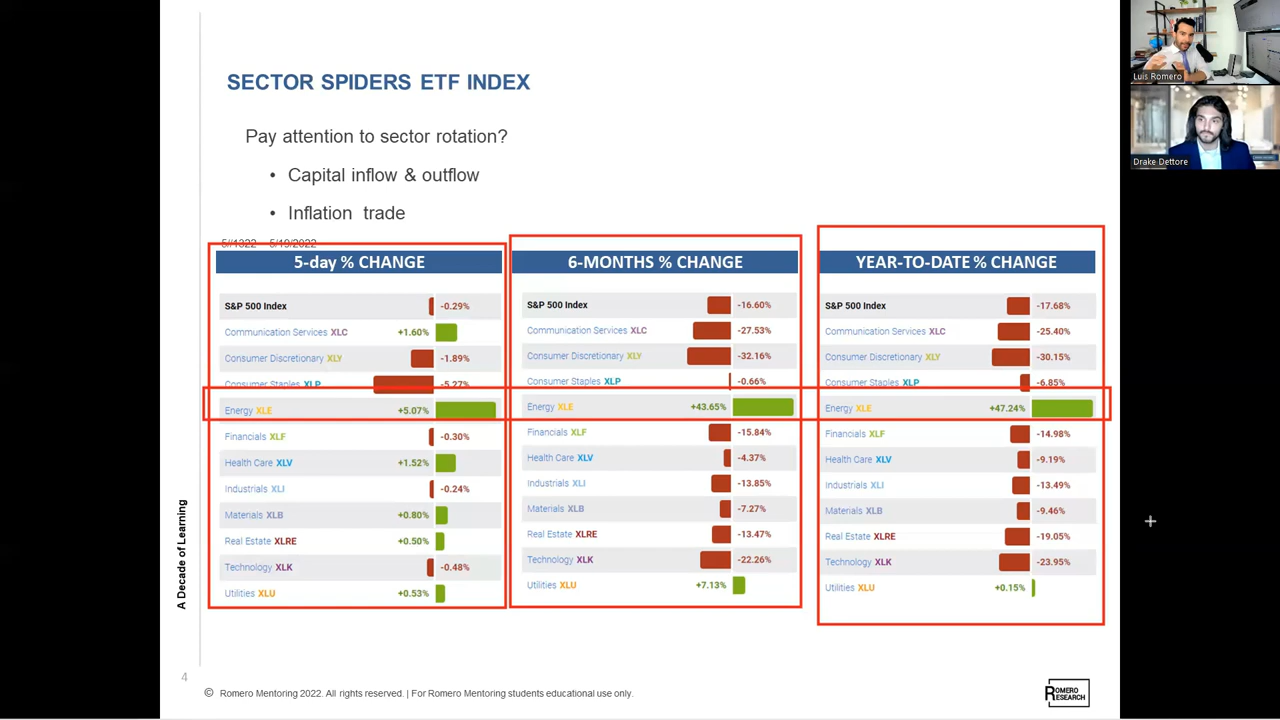 SECTOR SPIDERS ETF INDEX
Pay attention to sector rotation?
• Capital inflow & outflow
• Inflation trade
5//1322 – 5/19/2022
5-day % CHANGE
S&P 500 Index -0.29%
Communication Services XLC +1.60%
Consumer Discretionary XLY -1.89%
Consumer Staples XLP -5.27%
Energy XLE +5.07%
Financials XLF -0.30%
Health Care XLV +1.52%
Industrials XLI -0.24%
Materials XLB +0.80%
Real Estate XLRE +0.50%
Technology XLK -0.48%
Utilities XLU +0.53%
6-MONTHS % CHANGE
S&P 500 Index -16.60%
Communication Services XLC -27.53%
Consumer Discretionary XLY -32.16%
Consumer Staples XLP -0.66%
Energy XLE +43.65%
Financials XLF -15.84%
Health Care XLV -4.37%
Industrials XLI -13.85%
Materials XLB -7.27%
Real Estate XLRE -13.47%
Technology XLK -22.26%
Utilities XLU +7.13%
YEAR-TO-DATE % CHANGE
S&P 500 Index -17.68%
Communication Services XLC -25.40%
Consumer Discretionary XLY -30.15%
Consumer Staples XLP -6.85%
Energy XLE +47.24%
Financials XLF -14.98%
Health Care XLV -9.19%
Industrials XLI -13.49%
Materials XLB -9.46%
Real Estate XLRE -19.05%
Technology XLK -23.95%
Utilities XLU +0.15%
A Decade of Learning
4
© Romero Mentoring 2022. All rights reserved. | For Romero Mentoring students educational use only.
ROMERO
RESEARCH
Luis Romero
Drake Dettore